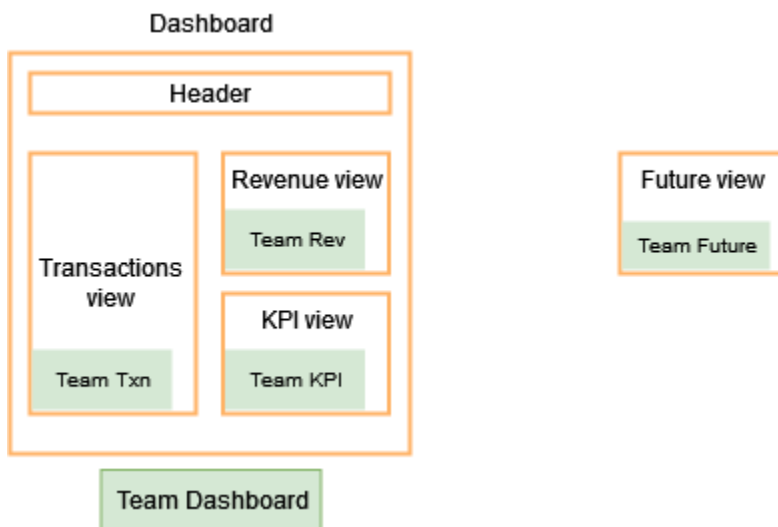 Dashboard
Header
Transactions
view
Team Txn
Revenue view
Team Rev
KPI view
Team KPI
Future view
Team Future
Team Dashboard